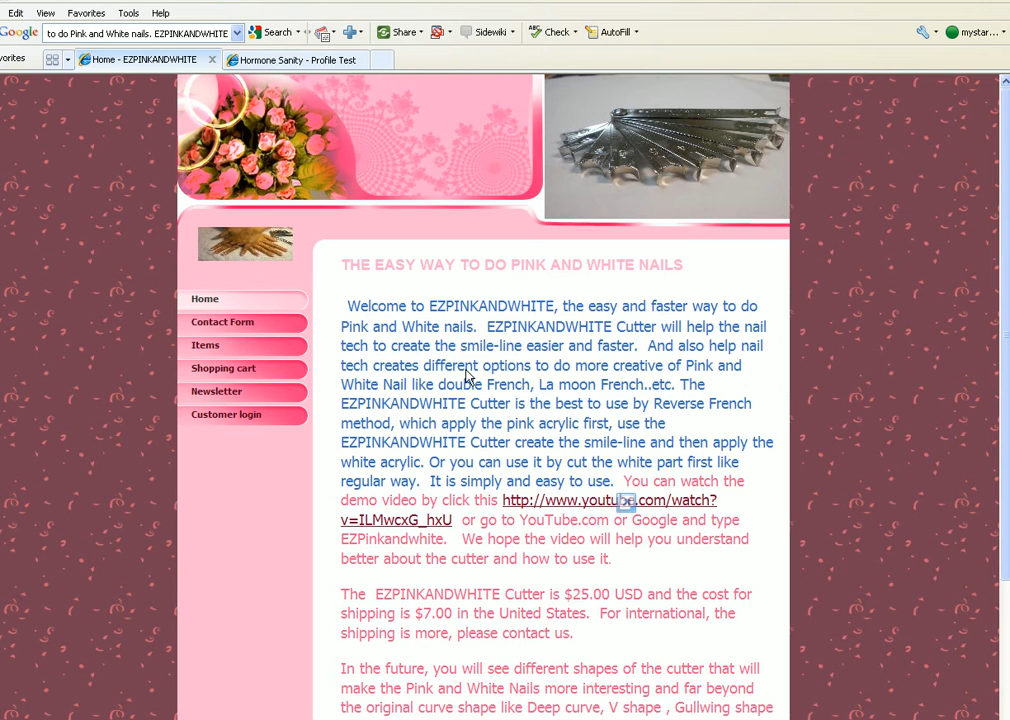 Edit View Favorites Tools Help
Google to do Pink and White nails. EZPINKANDWHITE Search Share Sidewiki Check AutoFill mystar...
vorites Home - EZPINKANDWHITE Hormone Sanity - Profile Test
THE EASY WAY TO DO PINK AND WHITE NAILS
Home
Contact Form
Items
Shopping cart
Newsletter
Customer login
Welcome to EZPINKANDWHITE, the easy and faster way to do
Pink and White nails. EZPINKANDWHITE Cutter will help the nail
tech to create the smile-line easier and faster. And also help nail
tech creates different options to do more creative of Pink and
White Nail like double French, La moon French..etc. The
EZPINKANDWHITE Cutter is the best to use by Reverse French
method, which apply the pink acrylic first, use the
EZPINKANDWHITE Cutter create the smile-line and then apply the
white acrylic. Or you can use it by cut the white part first like
regular way. It is simply and easy to use. You can watch the
demo video by click this http://www.youtube.com/watch?
v=ILMwcxG_hxU or go to YouTube.com or Google and type
EZPinkandwhite. We hope the video will help you understand
better about the cutter and how to use it.
The EZPINKANDWHITE Cutter is $25.00 USD and the cost for
shipping is $7.00 in the United States. For international, the
shipping is more, please contact us.
In the future, you will see different shapes of the cutter that will
make the Pink and White Nails more interesting and far beyond
the original curve shape like Deep curve, V shape , Gullwing shape